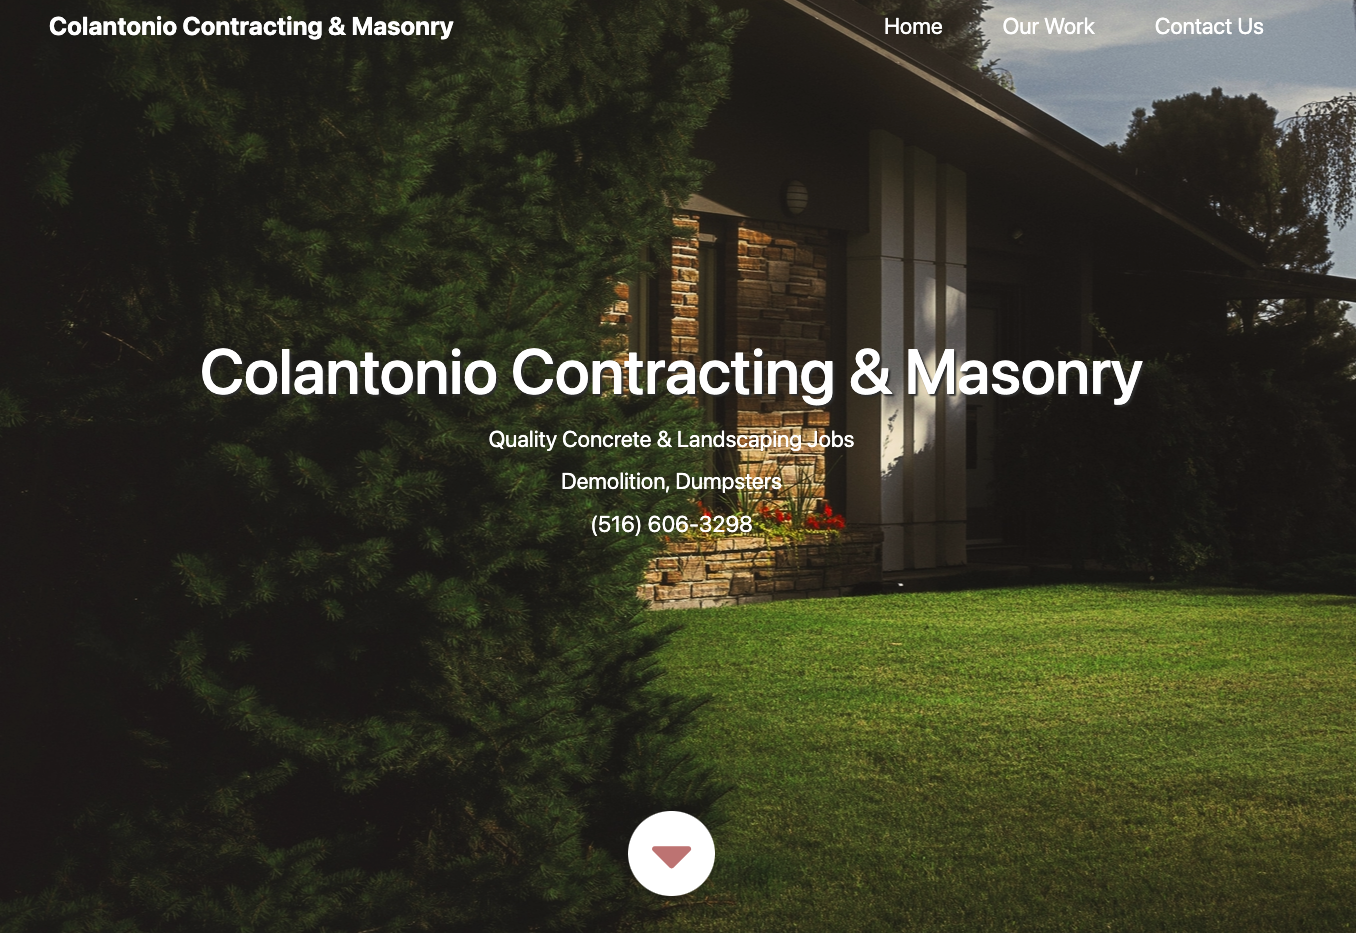 Colantonio Contracting & Masonry
Home Our Work Contact Us
Colantonio Contracting & Masonry
Quality Concrete & Landscaping Jobs
Demolition, Dumpsters
(516) 606-3298